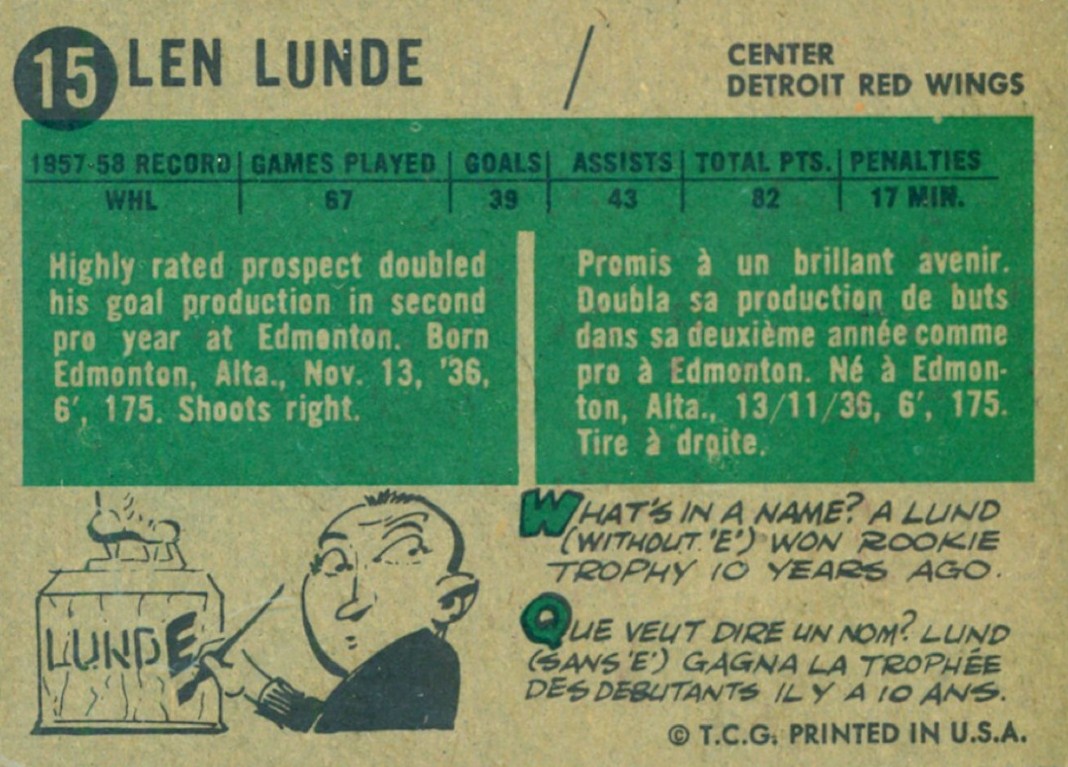 15 LEN LUNDE
CENTER
DETROIT RED WINGS
1957-58 RECORD GAMES PLAYED GOALS ASSISTS TOTAL PTS. PENALTIES
WHL 67 39 43 82 17 MIN.
Highly rated prospect doubled
his goal production in second
pro year at Edmonton. Born
Edmonton, Alta., Nov. 13, '36,
6', 175. Shoots right.
Promis à un brillant avenir.
Doubla sa production de buts
dans sa deuxième année comme
pro à Edmonton. Né à Edmon-
ton, Alta., 13/11/36, 6', 175.
Tire à droite.
LUNDE
WHAT'S IN A NAME? A LUND
(WITHOUT 'E') WON ROOKIE
TROPHY 10 YEARS AGO.
QUE VEUT DIRE UN NOM? LUND
(SANS 'E') GAGNA LA TROPHÉE
DES DEBUTANTS IL Y A 10 ANS.
© T.C.G. PRINTED IN U.S.A.